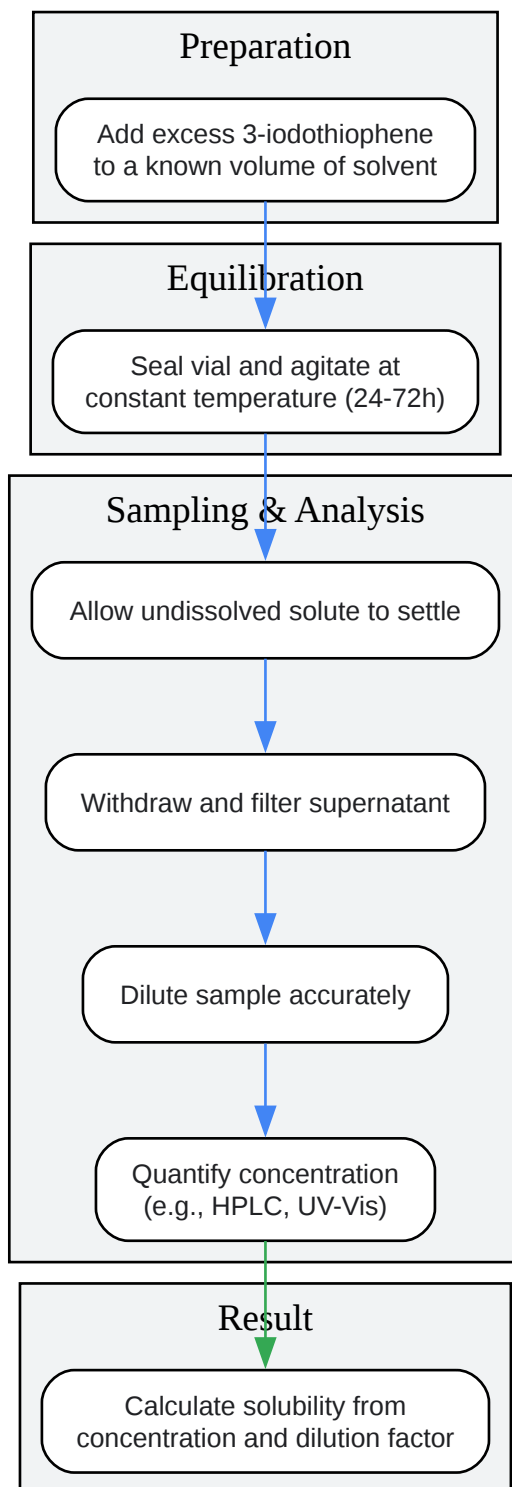 Preparation
Add excess 3-iodothiophene
to a known volume of solvent
Equilibration
Seal vial and agitate at
constant temperature (24-72h)
Sampling & Analysis
Allow undissolved solute to settle
Withdraw and filter supernatant
Dilute sample accurately
Quantify concentration
(e.g., HPLC, UV-Vis)
Result
Calculate solubility from
concentration and dilution factor